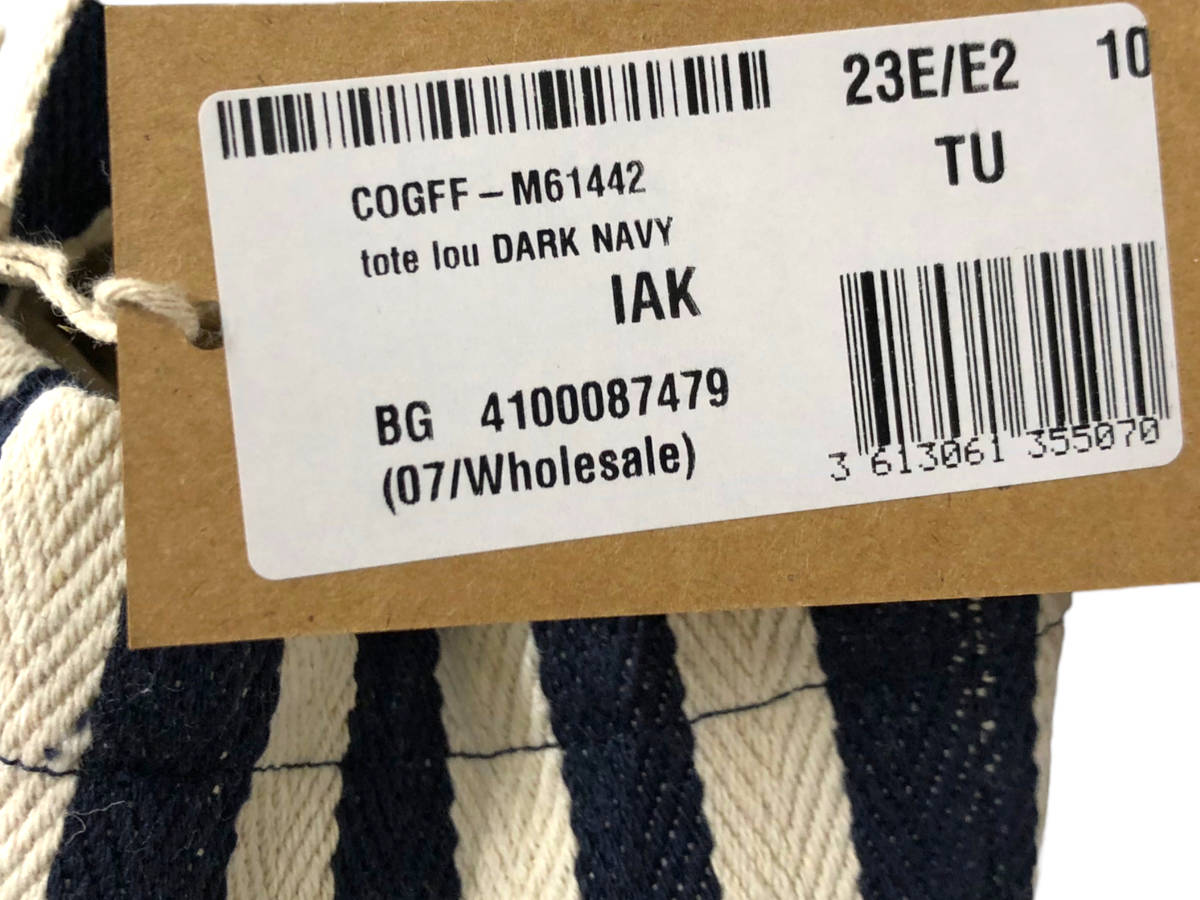 23E/E2 10
TU
COGFF – M61442
tote lou DARK NAVY
IAK
BG 4100087479
(07/Wholesale)
3 613061 355070